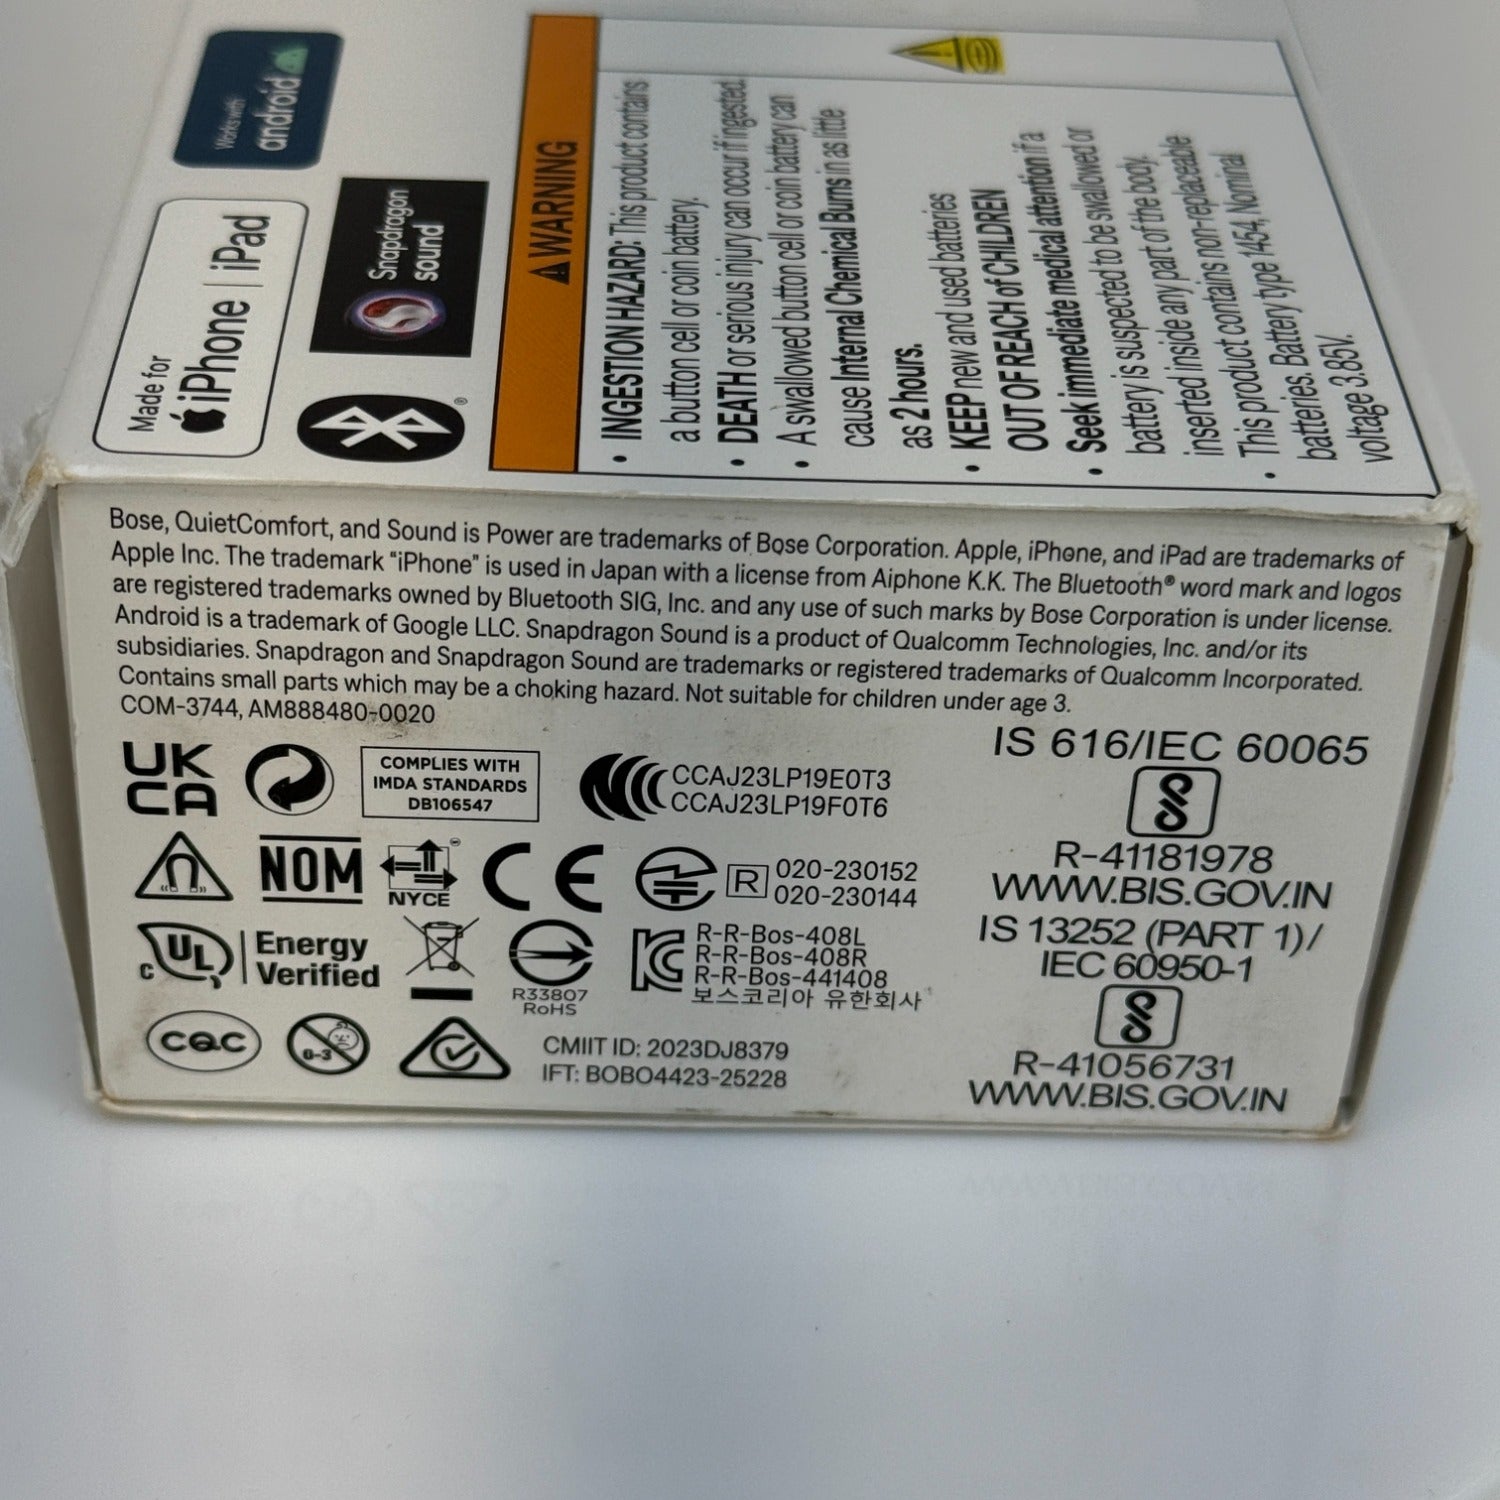 Works with
android
Made for
iPhone | iPad
Snapdragon
sound
®
WARNING
• INGESTION HAZARD: This product contains
a button cell or coin battery.
• DEATH or serious injury can occur if ingested.
• A swallowed button cell or coin battery can
cause Internal Chemical Burns in as little
as 2 hours.
• KEEP new and used batteries
OUT OF REACH of CHILDREN
• Seek immediate medical attention if a
battery is suspected to be swallowed or
inserted inside any part of the body.
• This product contains non-replaceable
batteries. Battery type 1454, Nominal
voltage 3.85V.
Bose, QuietComfort, and Sound is Power are trademarks of Bose Corporation. Apple, iPhone, and iPad are trademarks of
Apple Inc. The trademark "iPhone" is used in Japan with a license from Aiphone K.K. The Bluetooth® word mark and logos
are registered trademarks owned by Bluetooth SIG, Inc. and any use of such marks by Bose Corporation is under license.
Android is a trademark of Google LLC. Snapdragon Sound is a product of Qualcomm Technologies, Inc. and/or its
subsidiaries. Snapdragon and Snapdragon Sound are trademarks or registered trademarks of Qualcomm Incorporated.
Contains small parts which may be a choking hazard. Not suitable for children under age 3.
COM-3744, AM888480-0020
UK
CA
COMPLIES WITH
IMDA STANDARDS
DB106547
CCAJ23LP19E0T3
CCAJ23LP19F0T6
NOM
NYCE
CE
R
020-230152
020-230144
c UL
Energy
Verified
R33807
RoHS
KC
R-R-Bos-408L
R-R-Bos-408R
R-R-Bos-441408
보스코리아 유한회사
CQC
0-3
CMIIT ID: 2023DJ8379
IFT: BOBO4423-25228
IS 616/IEC 60065
R-41181978
WWW.BIS.GOV.IN
IS 13252 (PART 1)/
IEC 60950-1
R-41056731
WWW.BIS.GOV.IN